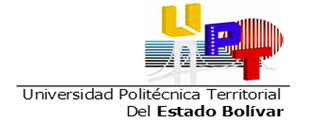 UPT
Universidad Politécnica Territorial
Del Estado Bolívar